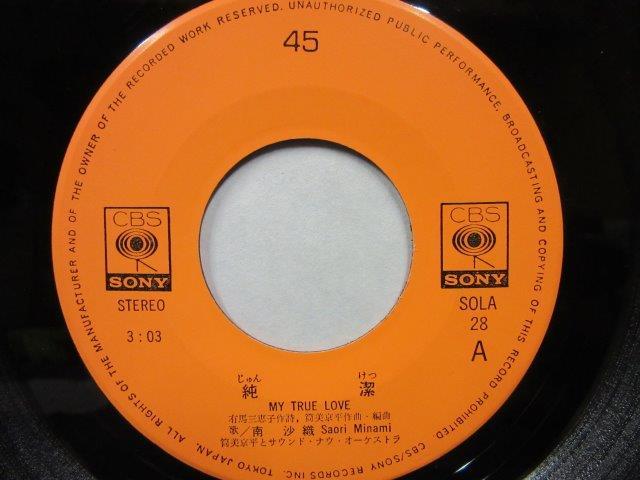 ALL RIGHTS OF THE MANUFACTURER AND OF THE OWNER OF THE RECORDED WORK RESERVED. UNAUTHORIZED PUBLIC PERFORMANCE, BROADCASTING AND COPYING OF THIS RECORD PROHIBITED. CBS/SONY RECORDS INC. TOKYO JAPAN.
45
CBS
SONY
STEREO
3:03
CBS
SONY
SOLA
28
A
じゅん けつ
純 潔
MY TRUE LOVE
有馬三恵子作詩, 筒美京平作曲・編曲
歌/南 沙織 Saori Minami
筒美京平とサウンド・ナウ・オーケストラ